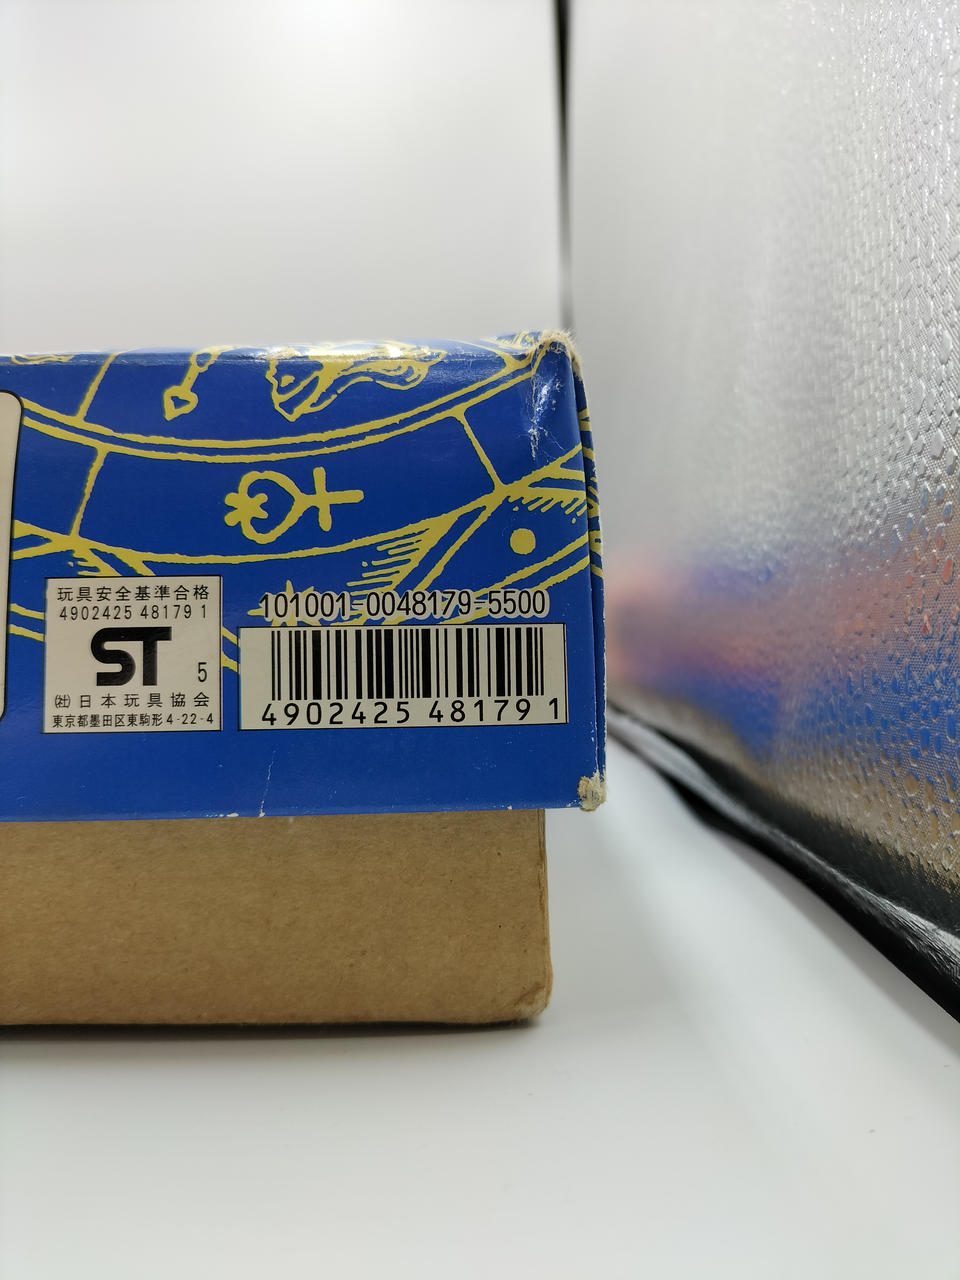 玩具安全基準合格
4902425 48179 1
ST 5
㈳日本玩具協会
東京都墨田区東駒形4-22-4
101001-0048179-5500
4902425 48179 1